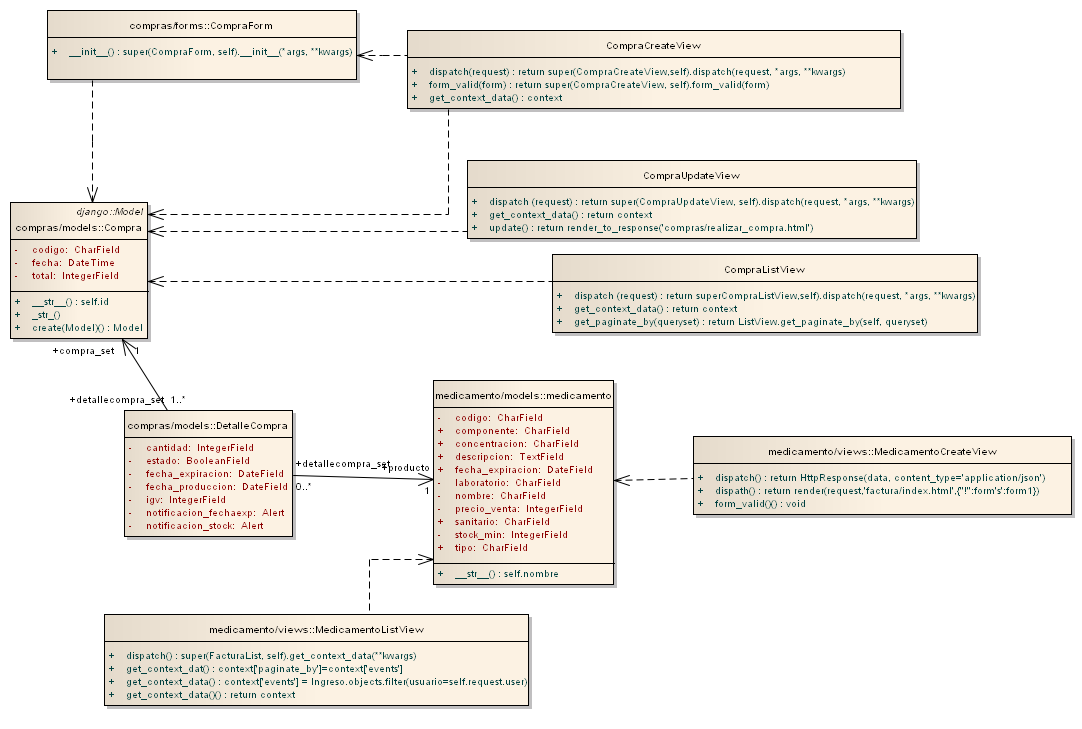 compras/forms::CompraForm
+ __init__() : super(CompraForm, self).__init__(*args, **kwargs)
CompraCreateView
+ dispatch(request) : return super(CompraCreateView,self).dispatch(request, *args, **kwargs)
+ form_valid(form) : return super(CompraCreateView, self).form_valid(form)
+ get_context_data() : context
CompraUpdateView
+ dispatch (request) : return super(CompraUpdateView, self).dispatch(request, *args, **kwargs)
+ get_context_data() : return context
+ update() : return render_to_response('compras/realizar_compra.html')
django::Model
compras/models::Compra
- codigo: CharField
- fecha: DateTime
- total: IntegerField
+ __str__() : self.id
+ _str_()
+ create(Model)() : Model
CompraListView
+ dispatch (request) : return superCompraListView,self).dispatch(request, *args, **kwargs)
+ get_context_data() : return context
+ get_paginate_by(queryset) : return ListView.get_paginate_by(self, queryset)
+compra_set 1
+detallecompra_set 1..*
compras/models::DetalleCompra
- cantidad: IntegerField
- estado: BooleanField
- fecha_expiracion: DateField
- fecha_produccion: DateField
- igv: IntegerField
- notificacion_fechaexp: Alert
- notificacion_stock: Alert
+detallecompra_set
0..*
+producto
1
medicamento/models::medicamento
- codigo: CharField
+ componente: CharField
+ concentracion: CharField
+ descripcion: TextField
+ fecha_expiracion: DateField
- laboratorio: CharField
- nombre: CharField
- precio_venta: IntegerField
+ sanitario: CharField
- stock_min: IntegerField
+ tipo: CharField
+ __str__() : self.nombre
medicamento/views::MedicamentoCreateView
+ dispatch() : return HttpResponse(data, content_type='application/json')
+ dispath() : return render(request,'factura/index.html',{"!":form's':form1})
+ form_valid()() : void
medicamento/views::MedicamentoListView
+ dispatch() : super(FacturaList, self).get_context_data(**kwargs)
+ get_context_dat() : context['paginate_by']=context['events']
+ get_context_data() : context['events'] = Ingreso.objects.filter(usuario=self.request.user)
+ get_context_data()() : return context